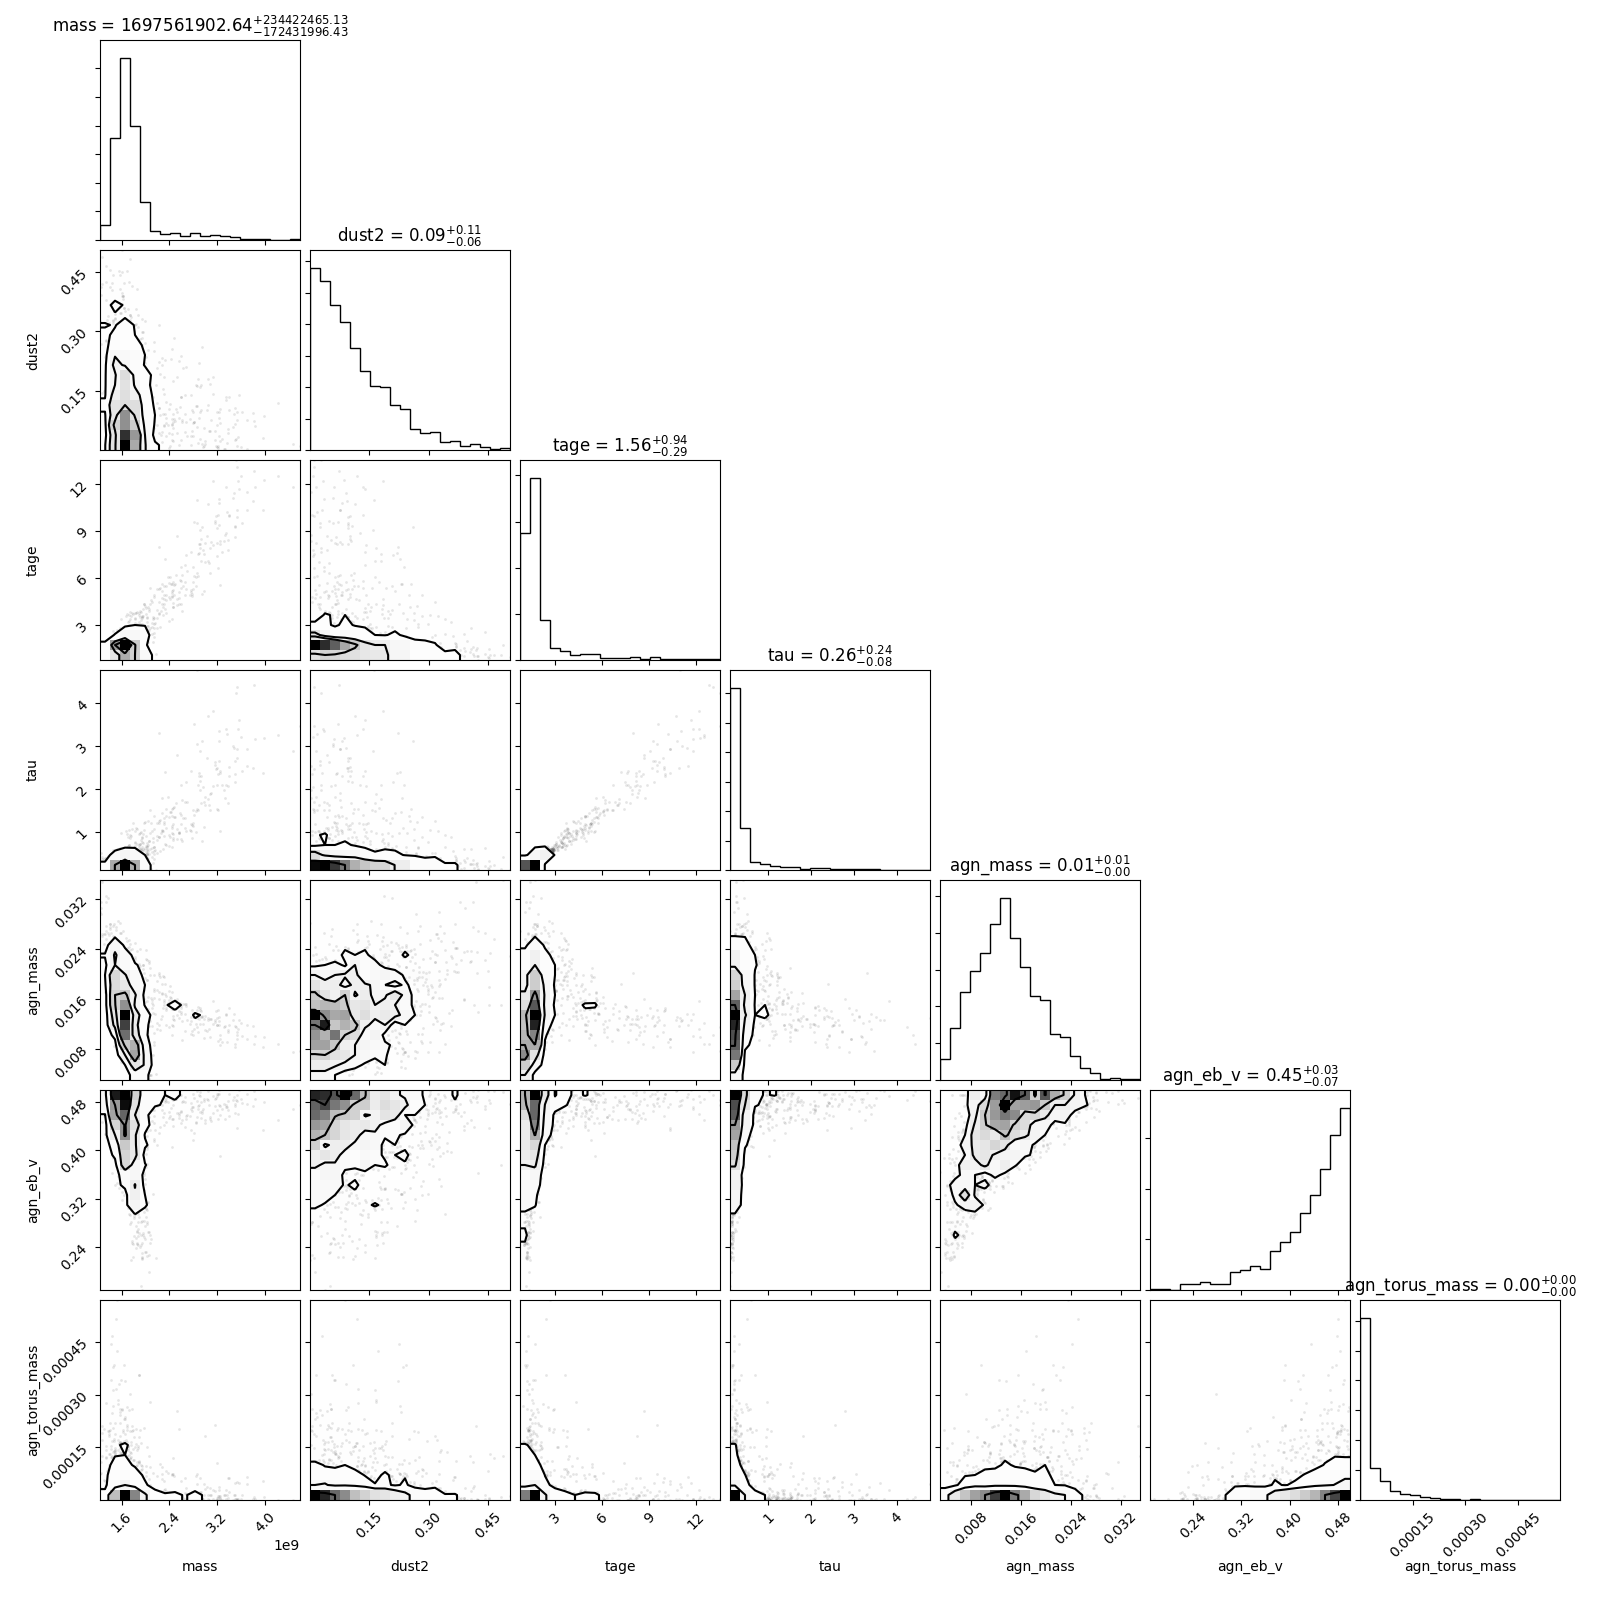 mass = 1697561902.64+234422465.13 −172431996.43
dust2 = 0.09+0.11 −0.06
0.45
0.30
0.15
dust2
tage = 1.56+0.94 −0.29
12
9
6
3
tage
tau = 0.26+0.24 −0.08
4
3
2
1
tau
agn_mass = 0.01+0.01 −0.00
0.032
0.024
0.016
0.008
agn_mass
agn_eb_v = 0.45+0.03 −0.07
0.48
0.40
0.32
0.24
agn_eb_v
agn_torus_mass = 0.00+0.00 −0.00
0.00045
0.00030
0.00015
agn_torus_mass
1.6 2.4 3.2 4.0 0.15 0.30 0.45 3 6 9 12 1 2 3 4 0.008 0.016 0.024 0.032 0.24 0.32 0.40 0.48 0.00015 0.00030 0.00045
1e9
mass dust2 tage tau agn_mass agn_eb_v agn_torus_mass